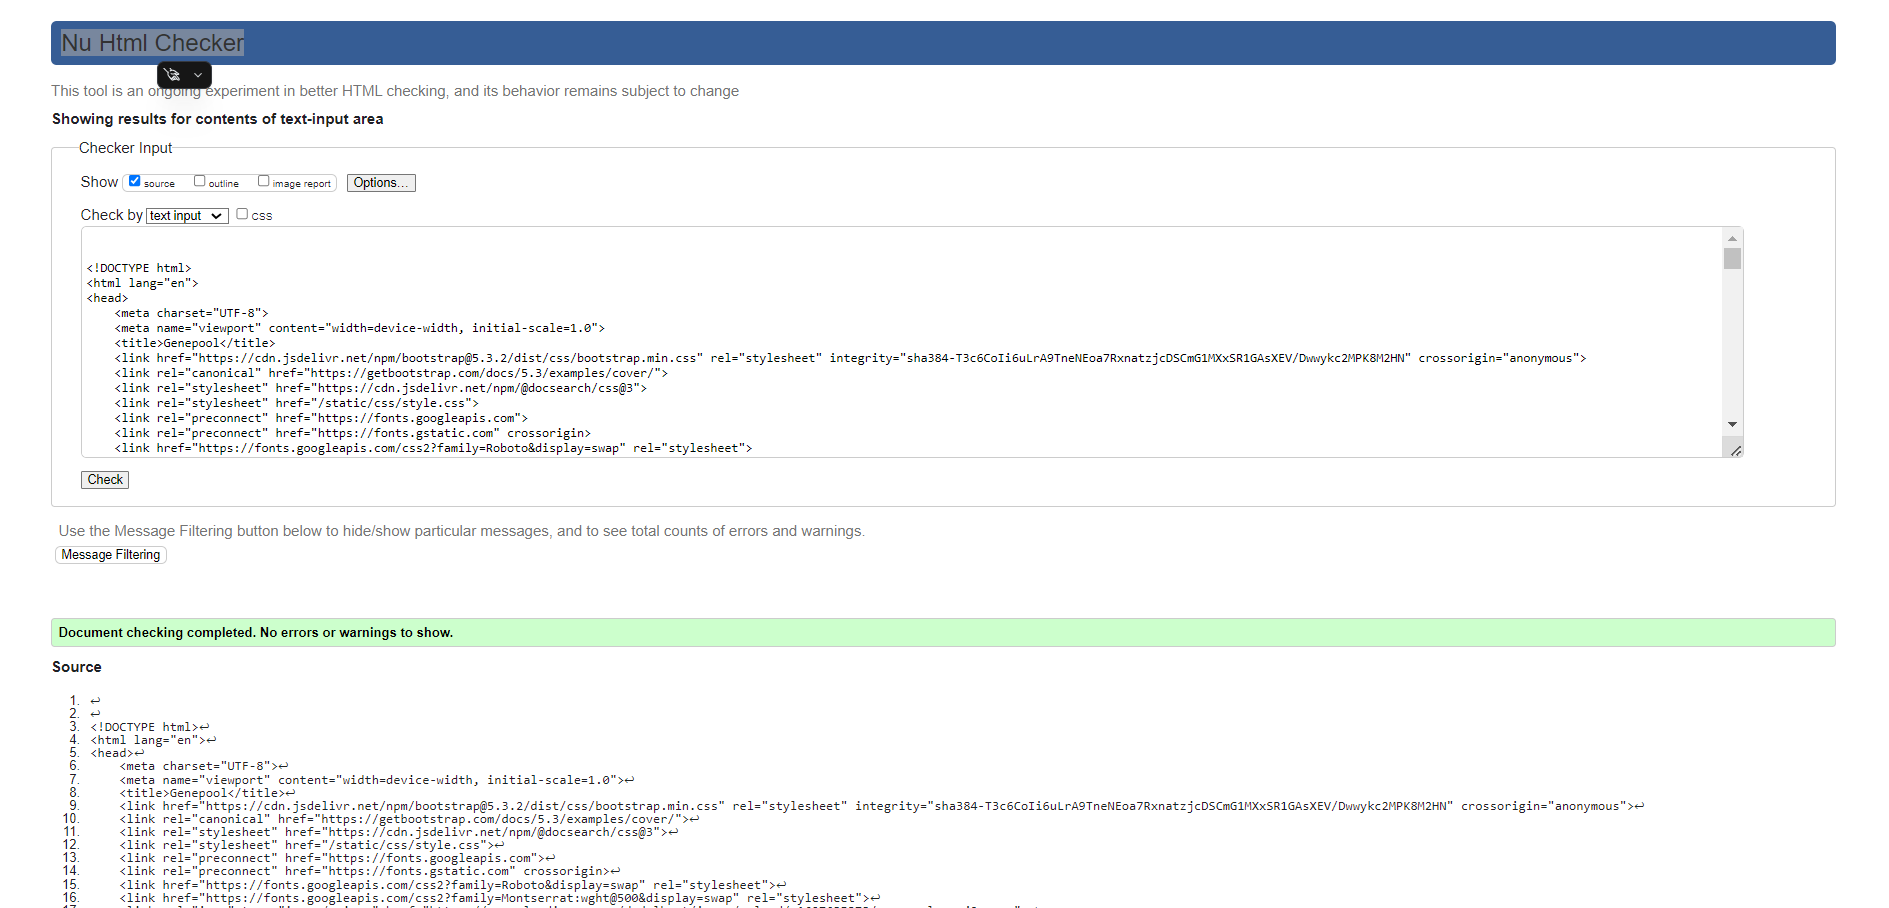 Nu Html Checker
This tool is an ongoing experiment in better HTML checking, and its behavior remains subject to change
Showing results for contents of text-input area
Checker Input
Show source outline image report Options...
Check by text input css
<!DOCTYPE html>
<html lang="en">
<head>
    <meta charset="UTF-8">
    <meta name="viewport" content="width=device-width, initial-scale=1.0">
    <title>Genepool</title>
    <link href="https://cdn.jsdelivr.net/npm/bootstrap@5.3.2/dist/css/bootstrap.min.css" rel="stylesheet" integrity="sha384-T3c6CoIi6uLrA9TneNEoa7RxnatzjcDSCmG1MXxSR1GAsXEV/Dwwykc2MPK8M2HN" crossorigin="anonymous">
    <link rel="canonical" href="https://getbootstrap.com/docs/5.3/examples/cover/">
    <link rel="stylesheet" href="https://cdn.jsdelivr.net/npm/@docsearch/css@3">
    <link rel="stylesheet" href="/static/css/style.css">
    <link rel="preconnect" href="https://fonts.googleapis.com">
    <link rel="preconnect" href="https://fonts.gstatic.com" crossorigin>
    <link href="https://fonts.googleapis.com/css2?family=Roboto&display=swap" rel="stylesheet">
Check
Use the Message Filtering button below to hide/show particular messages, and to see total counts of errors and warnings.
Message Filtering
Document checking completed. No errors or warnings to show.
Source
1. ↩
2. ↩
3. <!DOCTYPE html>↩
4. <html lang="en">↩
5. <head>↩
6.     <meta charset="UTF-8">↩
7.     <meta name="viewport" content="width=device-width, initial-scale=1.0">↩
8.     <title>Genepool</title>↩
9.     <link href="https://cdn.jsdelivr.net/npm/bootstrap@5.3.2/dist/css/bootstrap.min.css" rel="stylesheet" integrity="sha384-T3c6CoIi6uLrA9TneNEoa7RxnatzjcDSCmG1MXxSR1GAsXEV/Dwwykc2MPK8M2HN" crossorigin="anonymous">↩
10.     <link rel="canonical" href="https://getbootstrap.com/docs/5.3/examples/cover/">↩
11.     <link rel="stylesheet" href="https://cdn.jsdelivr.net/npm/@docsearch/css@3">↩
12.     <link rel="stylesheet" href="/static/css/style.css">↩
13.     <link rel="preconnect" href="https://fonts.googleapis.com">↩
14.     <link rel="preconnect" href="https://fonts.gstatic.com" crossorigin>↩
15.     <link href="https://fonts.googleapis.com/css2?family=Roboto&display=swap" rel="stylesheet">↩
16.     <link href="https://fonts.googleapis.com/css2?family=Montserrat:wght@500&display=swap" rel="stylesheet">↩